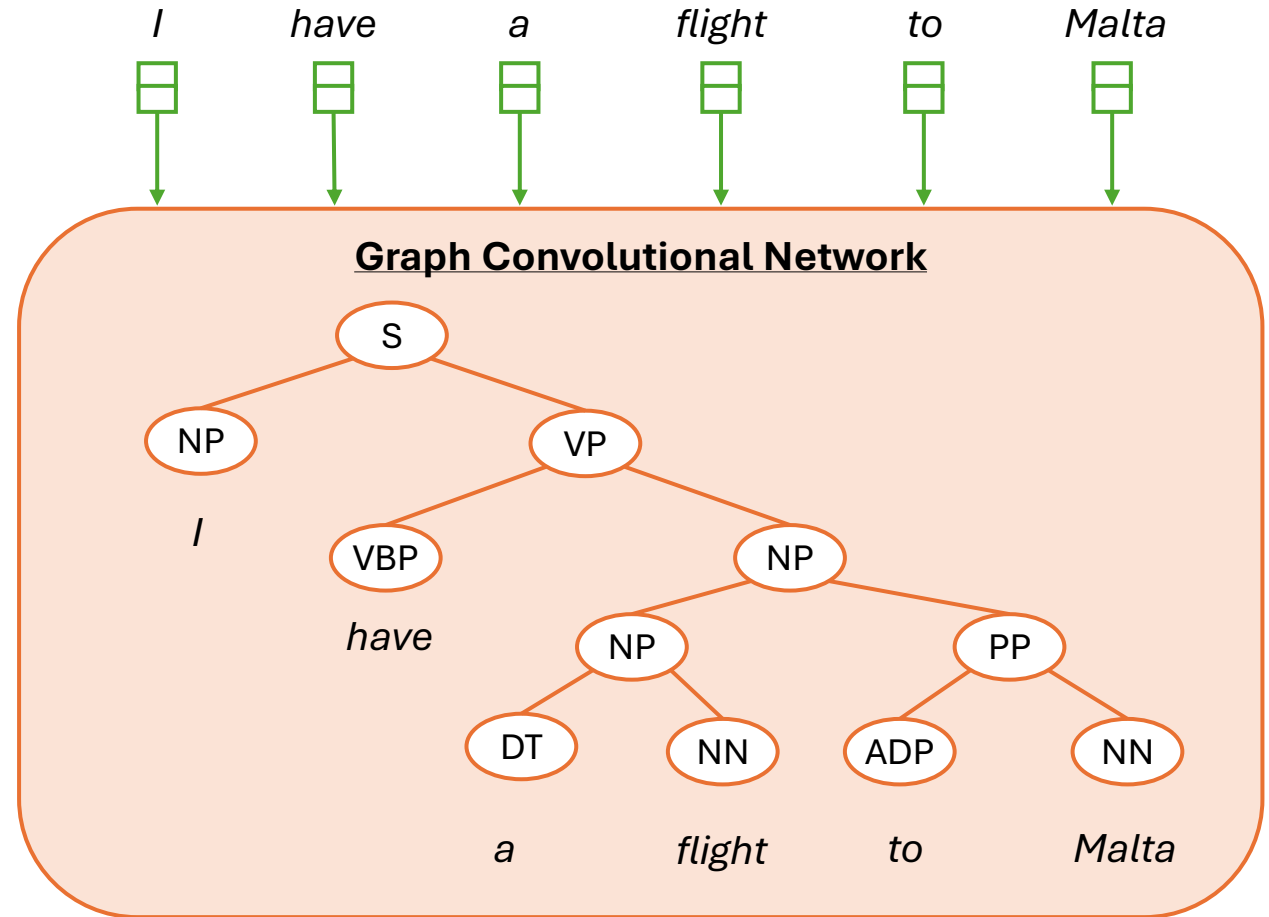 I have a flight to Malta
Graph Convolutional Network
S
NP VP
I
VBP NP
have
NP PP
DT NN ADP NN
a flight to Malta